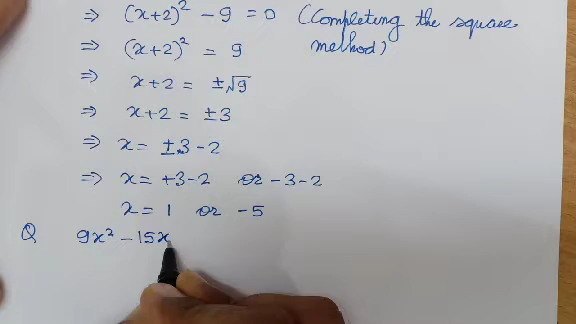 ⇒ (x+2)² - 9 = 0 (Completing the square
⇒ (x+2)² = 9 method)
⇒ x+2 = ±√9
⇒ x+2 = ±3
⇒ x = ±3-2
⇒ x = +3-2 or -3-2
x = 1 or -5
Q 9x² - 15x